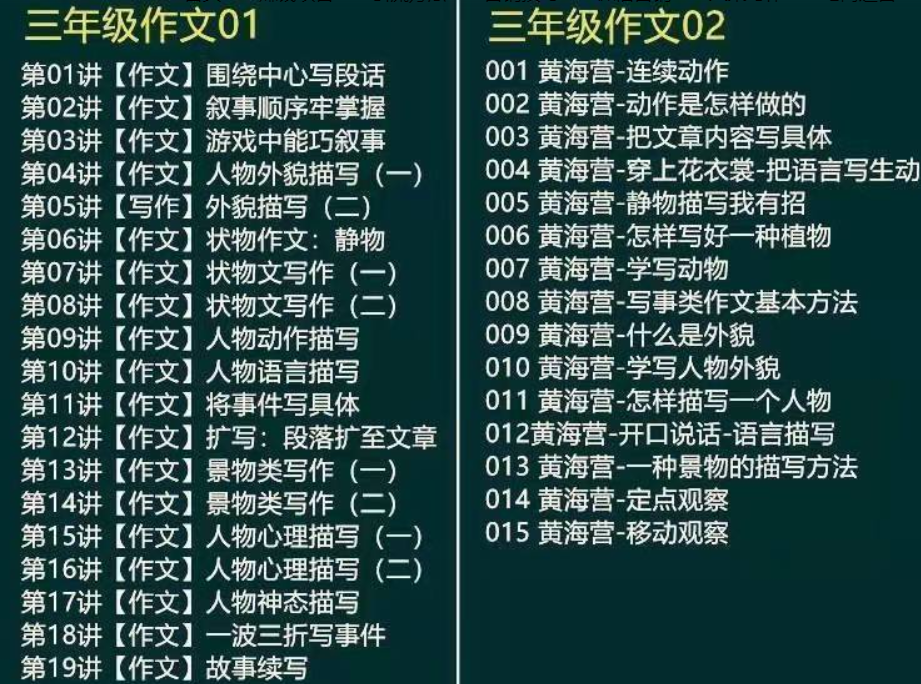 三年级作文01
第01讲【作文】围绕中心写段话
第02讲【作文】叙事顺序牢掌握
第03讲【作文】游戏中能巧叙事
第04讲【作文】人物外貌描写（一）
第05讲【写作】外貌描写（二）
第06讲【作文】状物作文：静物
第07讲【作文】状物文写作（一）
第08讲【作文】状物文写作（二）
第09讲【作文】人物动作描写
第10讲【作文】人物语言描写
第11讲【作文】将事件写具体
第12讲【作文】扩写：段落扩至文章
第13讲【作文】景物类写作（一）
第14讲【作文】景物类写作（二）
第15讲【作文】人物心理描写（一）
第16讲【作文】人物心理描写（二）
第17讲【作文】人物神态描写
第18讲【作文】一波三折写事件
第19讲【作文】故事续写
三年级作文02
001 黄海营-连续动作
002 黄海营-动作是怎样做的
003 黄海营-把文章内容写具体
004 黄海营-穿上花衣裳-把语言写生动
005 黄海营-静物描写我有招
006 黄海营-怎样写好一种植物
007 黄海营-学写动物
008 黄海营-写事类作文基本方法
009 黄海营-什么是外貌
010 黄海营-学写人物外貌
011 黄海营-怎样描写一个人物
012黄海营-开口说话-语言描写
013 黄海营-一种景物的描写方法
014 黄海营-定点观察
015 黄海营-移动观察